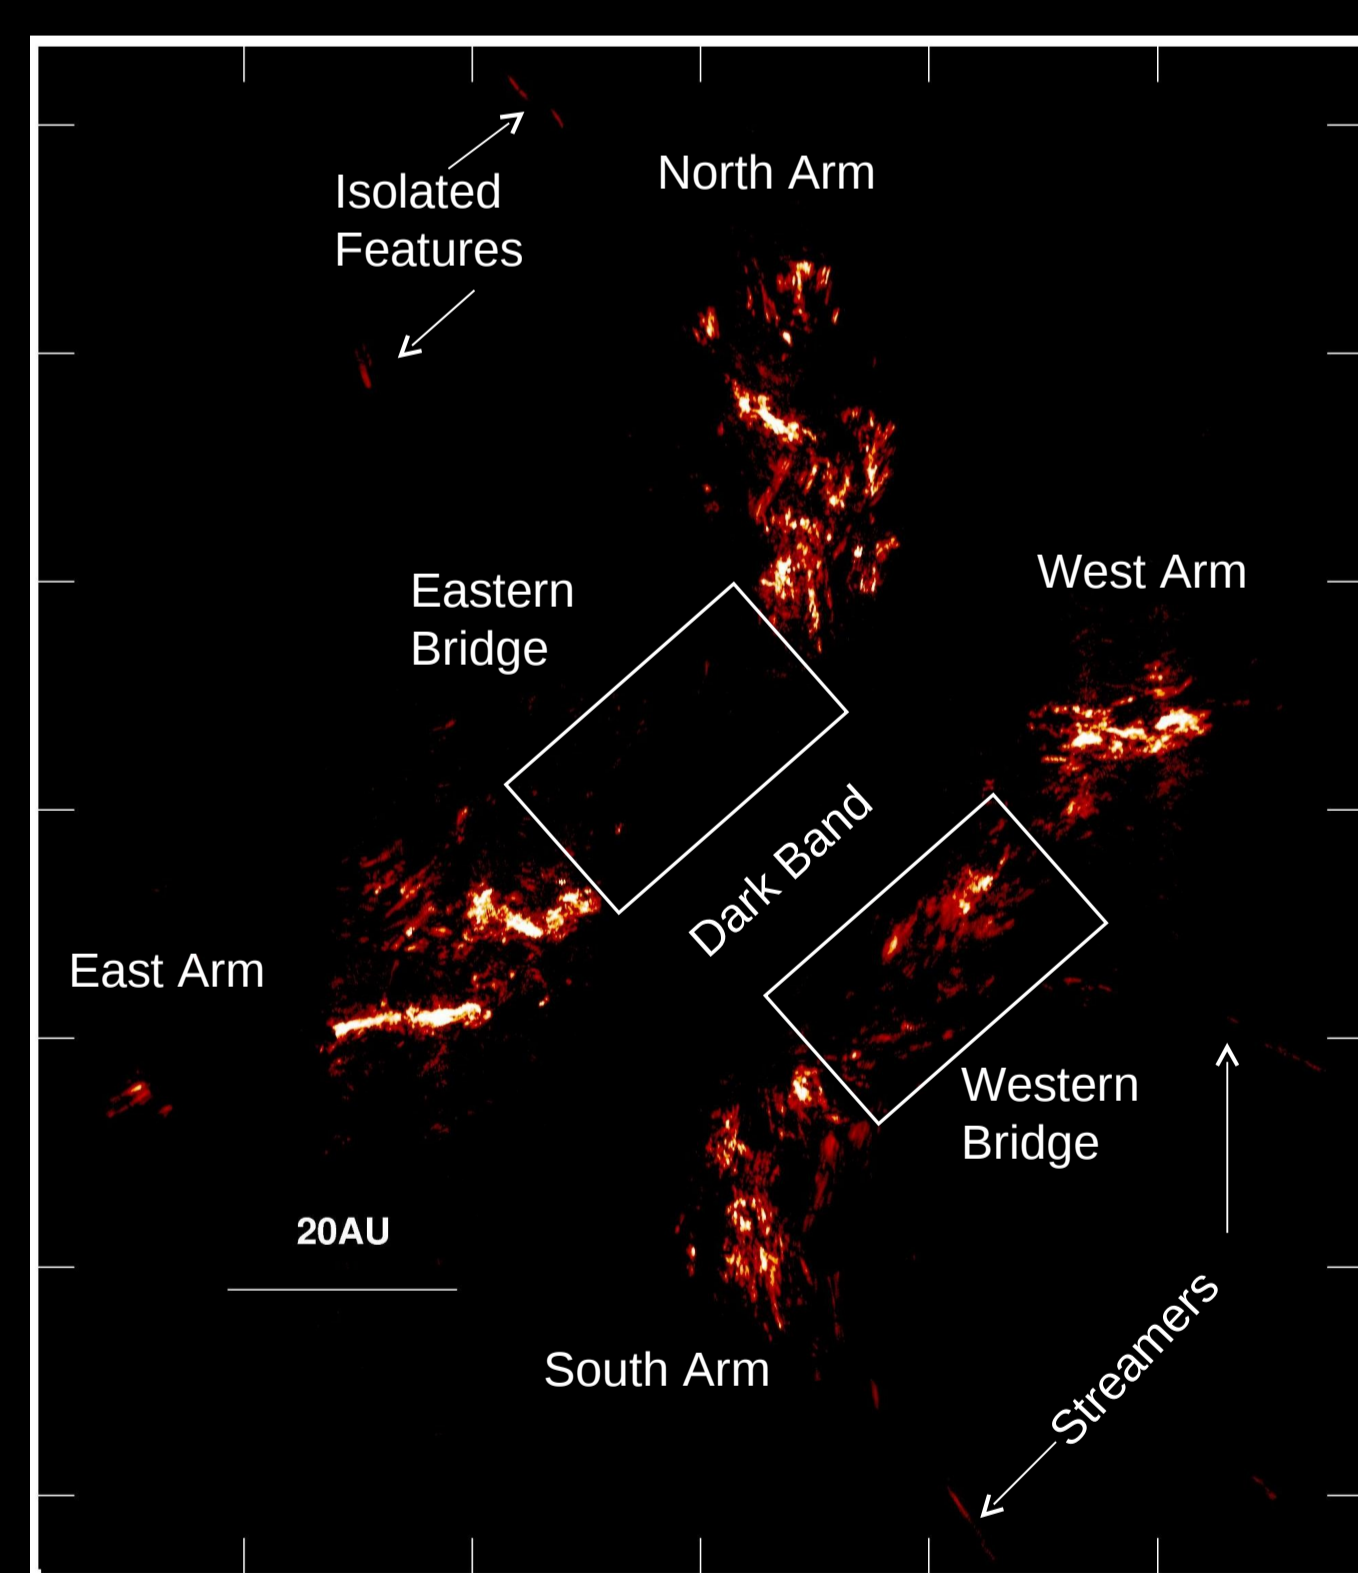 North Arm
Isolated
Features
West Arm
Eastern
Bridge
Dark Band
East Arm
Western
Bridge
20AU
South Arm
Streamers